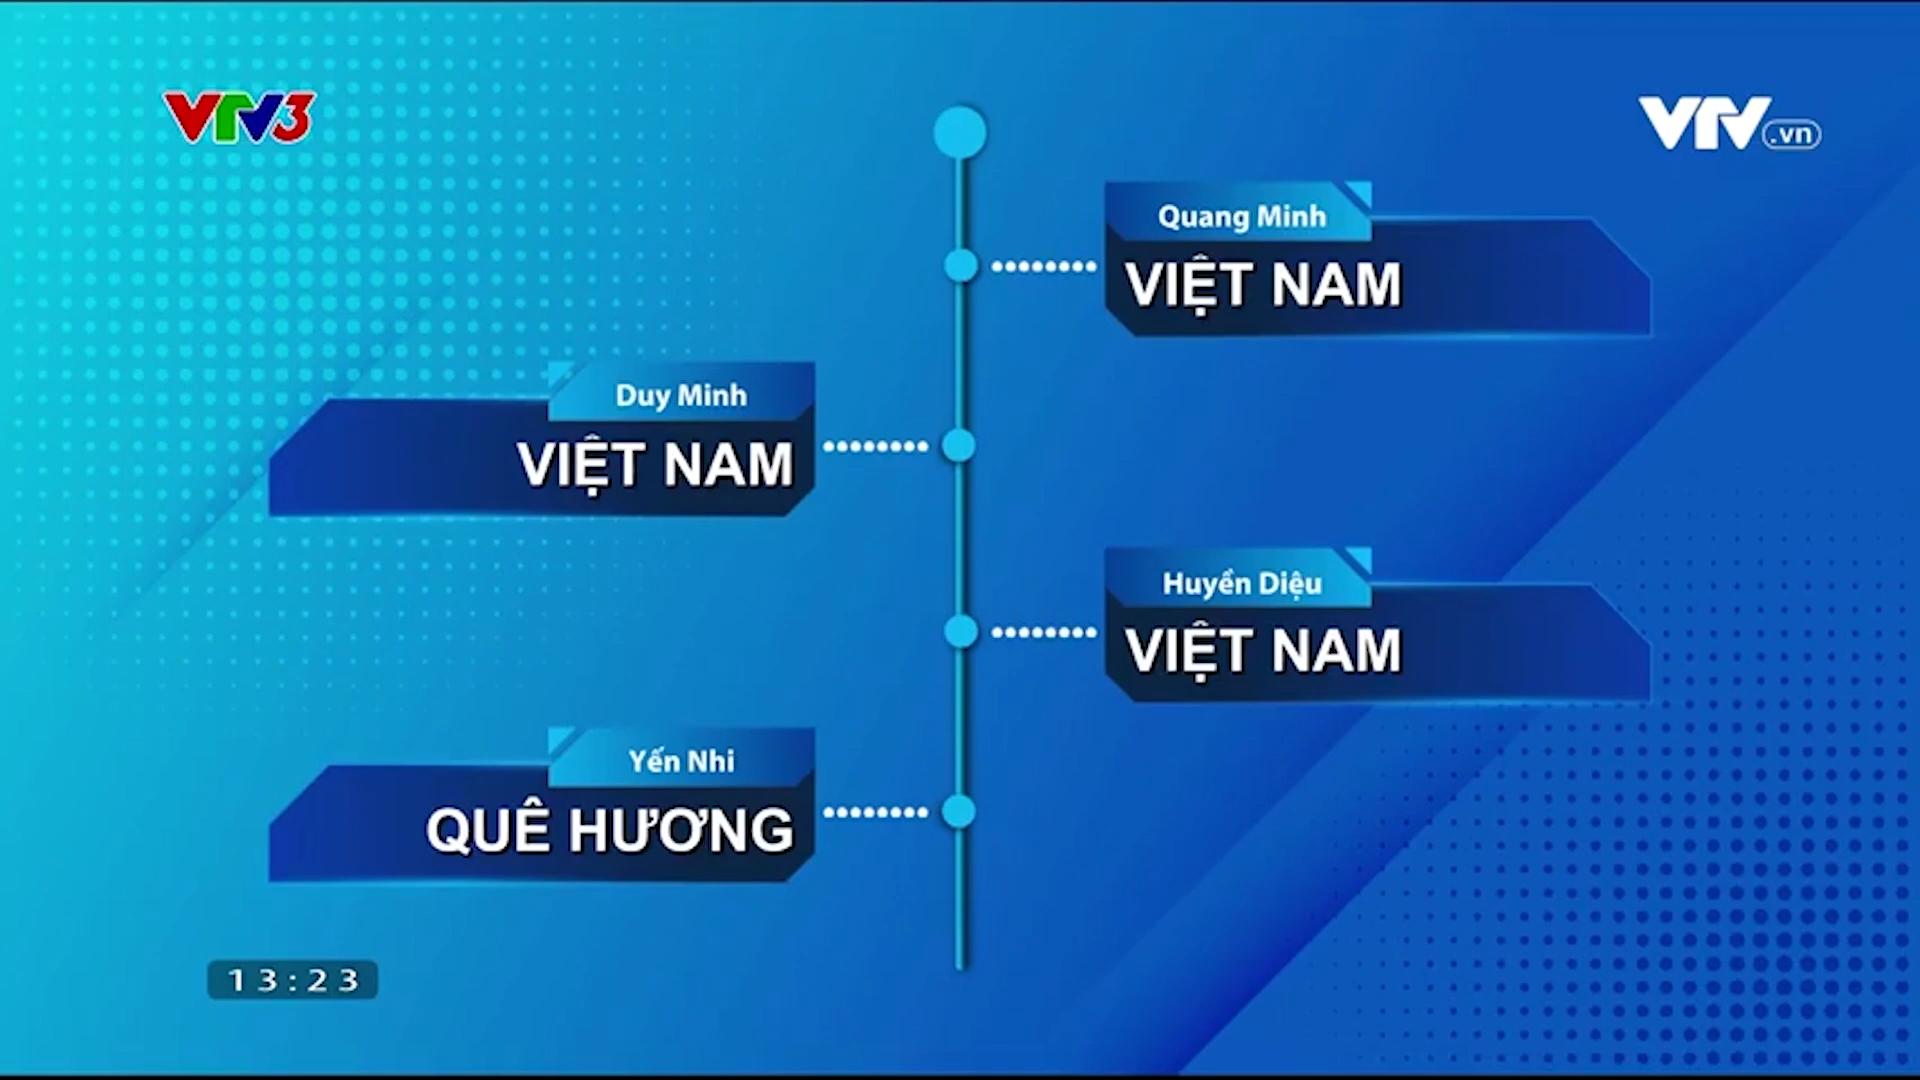 VTV3
VTV.vn
Quang Minh
VIỆT NAM
Duy Minh
VIỆT NAM
Huyền Diệu
VIỆT NAM
Yến Nhi
QUÊ HƯƠNG
13:23